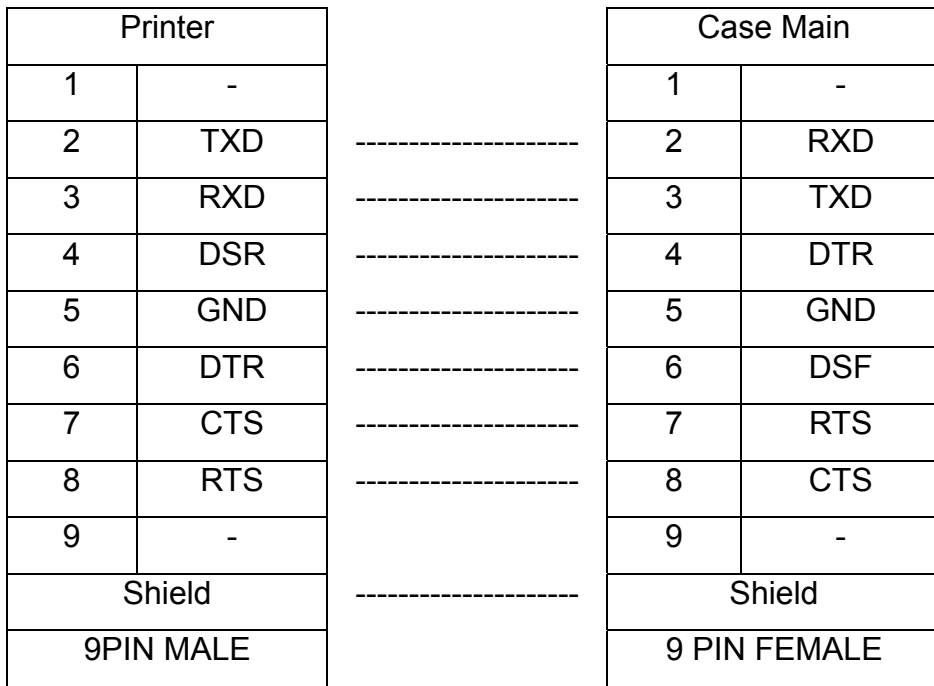 Printer Case Main
1 - 1 -
2 TXD --------------------- 2 RXD
3 RXD --------------------- 3 TXD
4 DSR --------------------- 4 DTR
5 GND --------------------- 5 GND
6 DTR --------------------- 6 DSF
7 CTS --------------------- 7 RTS
8 RTS --------------------- 8 CTS
9 - 9 -
Shield --------------------- Shield
9PIN MALE 9 PIN FEMALE